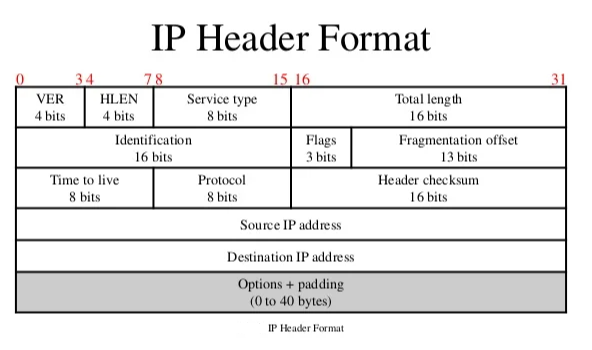 IP Header Format
0 3 4 7 8 15 16 31
VER HLEN Service type Total length
4 bits 4 bits 8 bits 16 bits
Identification Flags Fragmentation offset
16 bits 3 bits 13 bits
Time to live Protocol Header checksum
8 bits 8 bits 16 bits
Source IP address
Destination IP address
Options + padding
(0 to 40 bytes)
IP Header Format